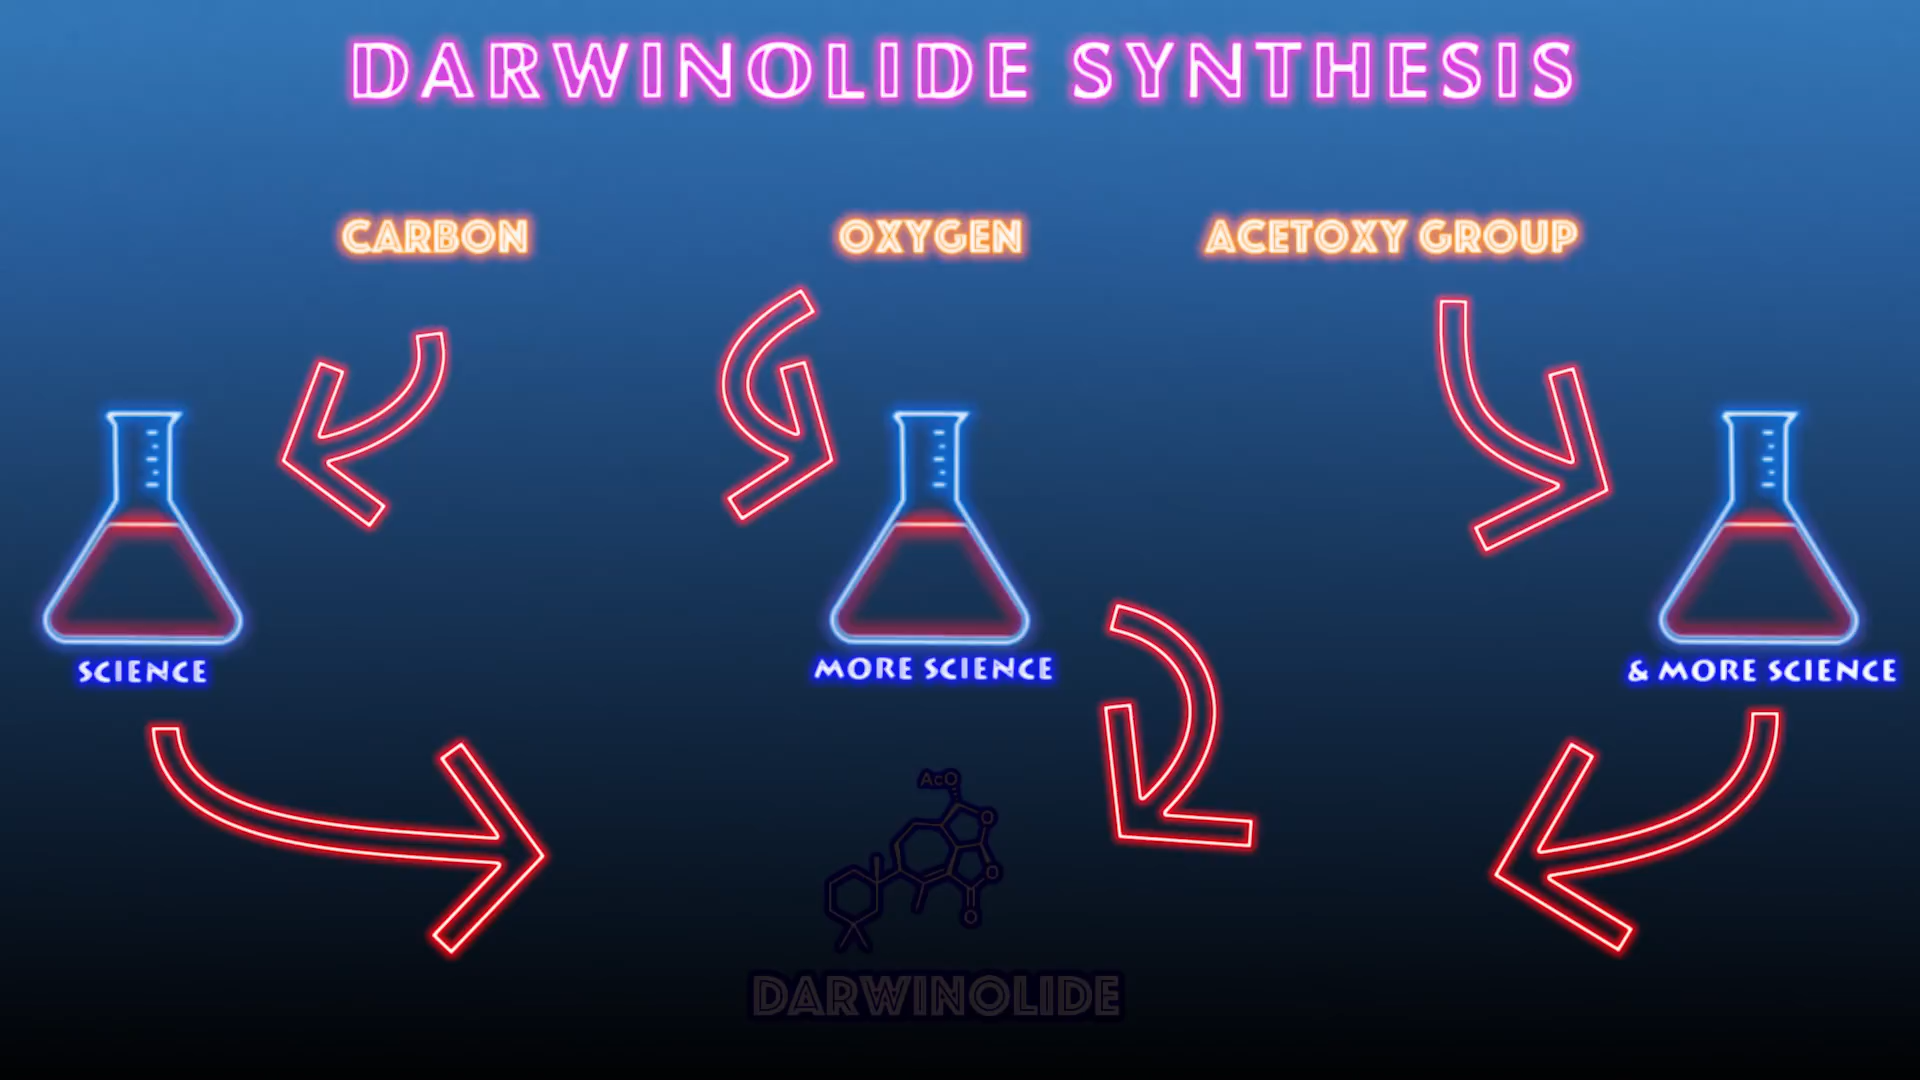 DARWINOLIDE SYNTHESIS
CARBON
OXYGEN
ACETOXY GROUP
SCIENCE
MORE SCIENCE
& MORE SCIENCE
AcO
O
O
O
DARWINOLIDE